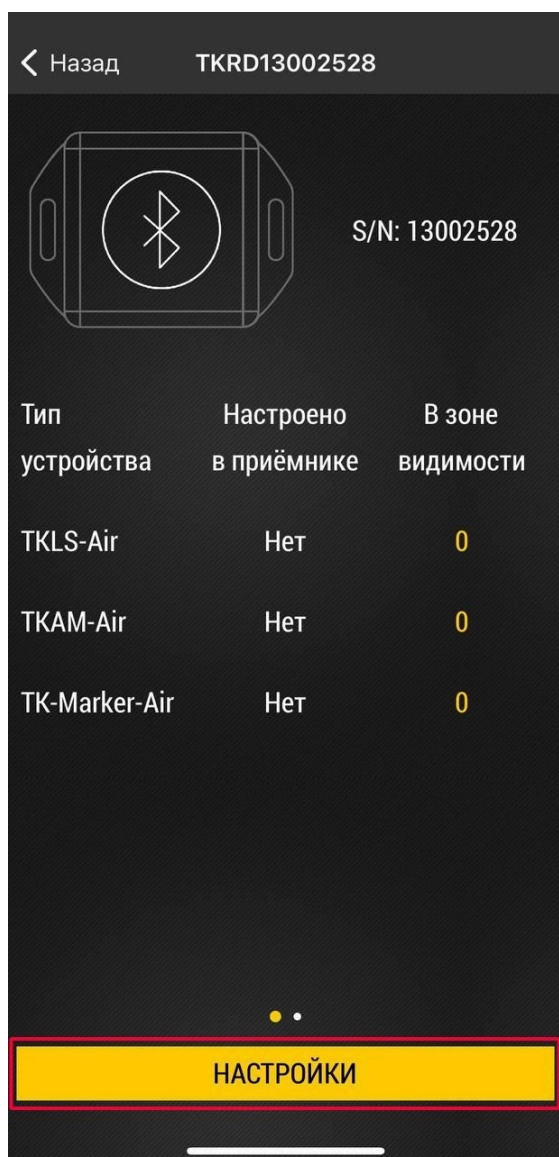 Назад TKRD13002528
S/N: 13002528
Тип Настроено В зоне
устройства в приёмнике видимости
TKLS-Air Нет 0
TKAM-Air Нет 0
TK-Marker-Air Нет 0
НАСТРОЙКИ